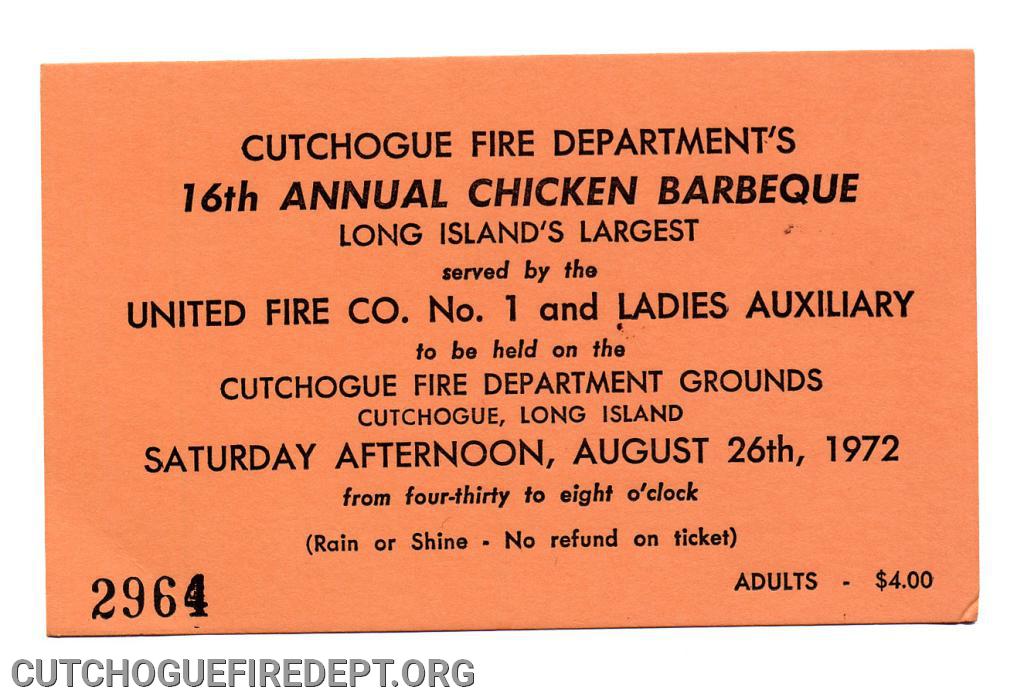 CUTCHOGUE FIRE DEPARTMENT'S
16th ANNUAL CHICKEN BARBEQUE
LONG ISLAND'S LARGEST
served by the
UNITED FIRE CO. No. 1 and LADIES AUXILIARY
to be held on the
CUTCHOGUE FIRE DEPARTMENT GROUNDS
CUTCHOGUE, LONG ISLAND
SATURDAY AFTERNOON, AUGUST 26th, 1972
from four-thirty to eight o'clock
(Rain or Shine - No refund on ticket)
ADULTS - $4.00
2964
CUTCHOGUEFIREDEPT.ORG